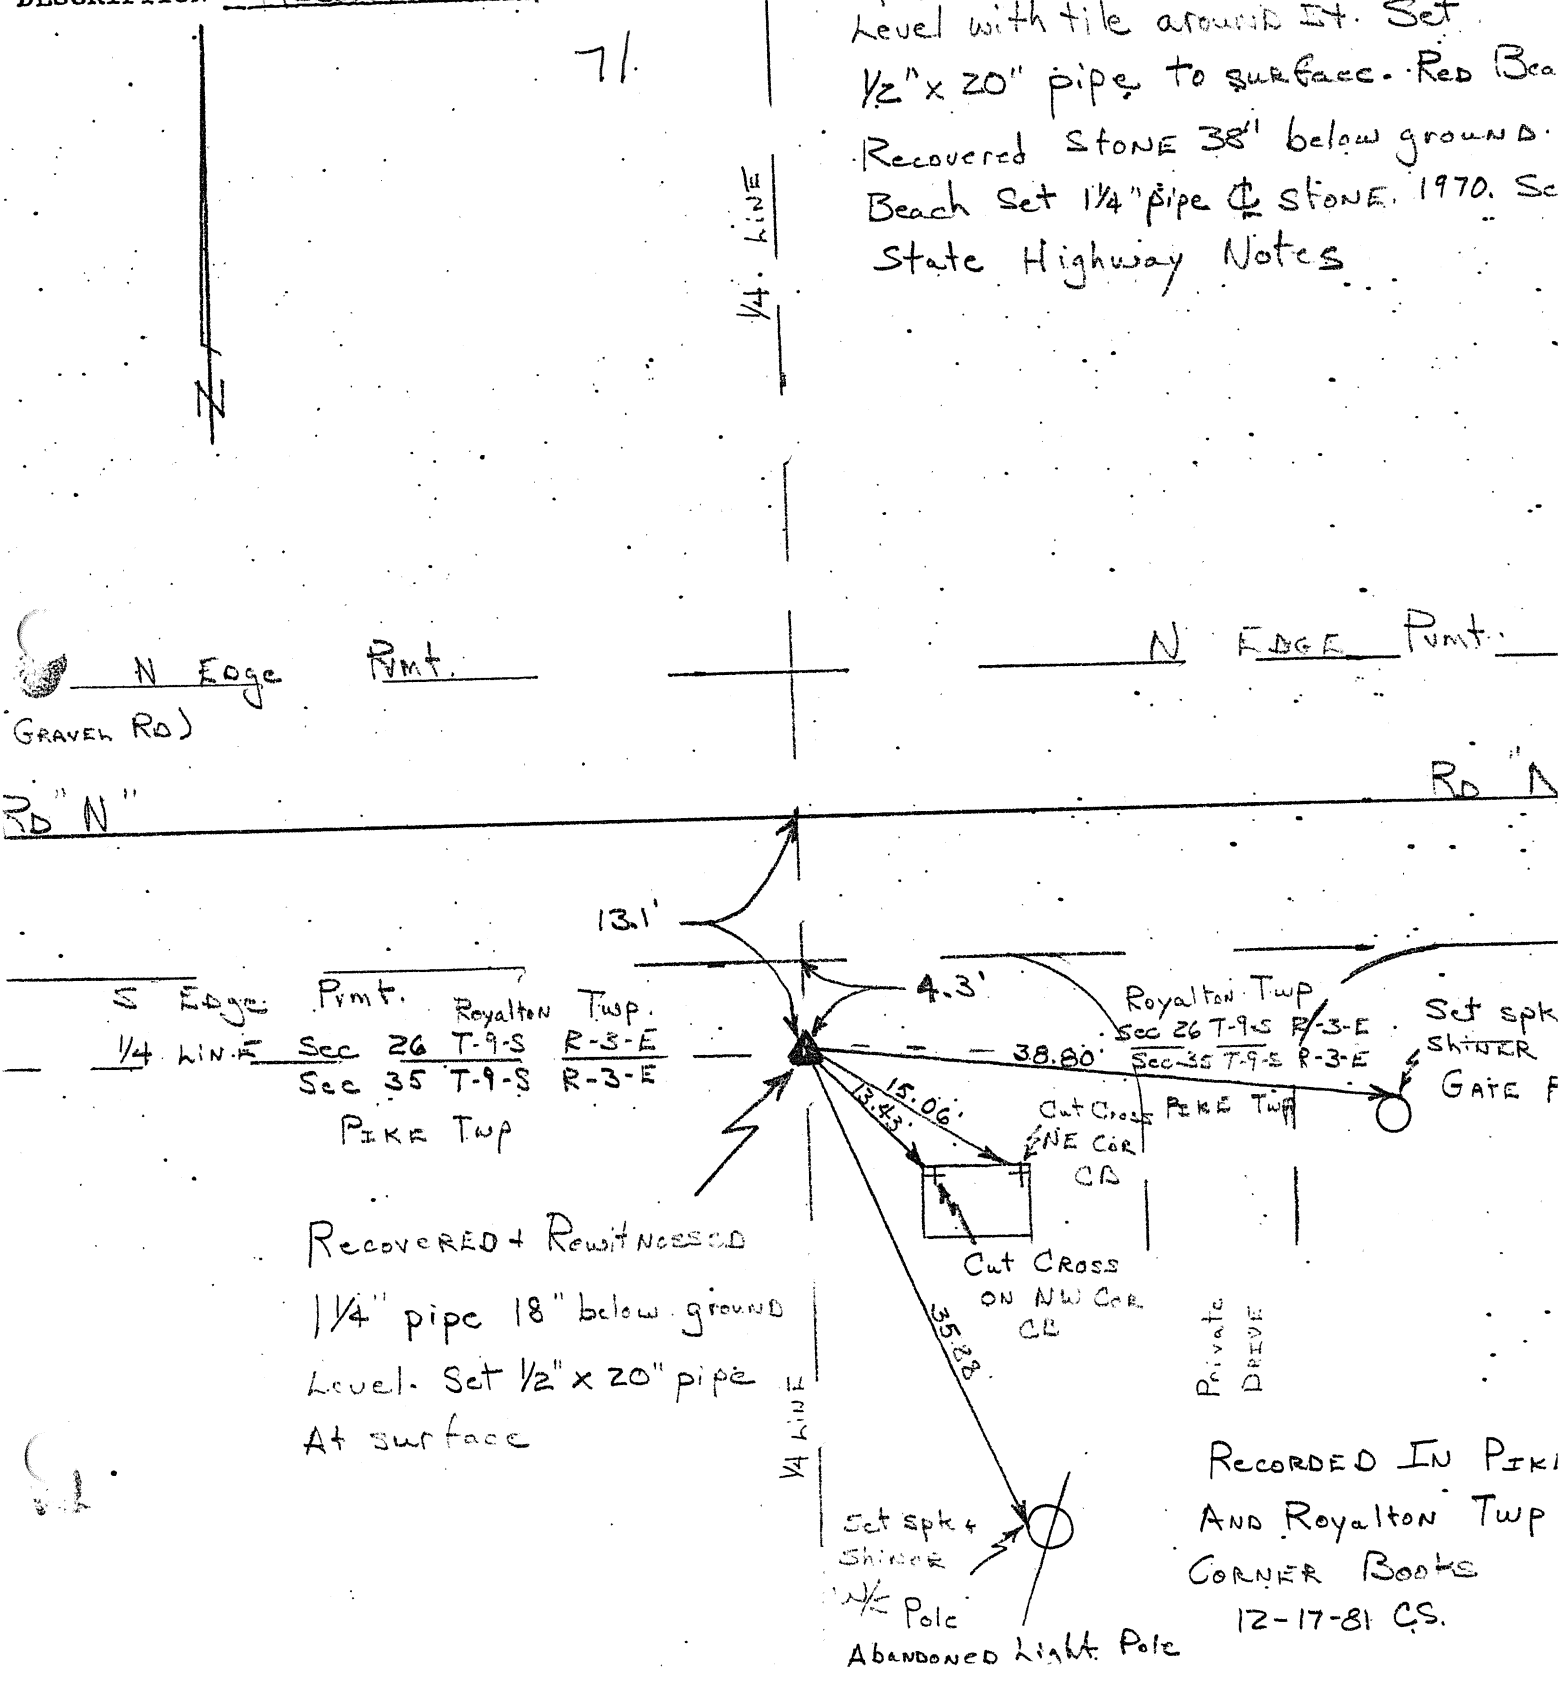 DESCRIPTION
71.
Level with tile around It. Set
1/2" x 20" pipe to surface. Red Bea
Recovered STONE 38" below ground.
Beach Set 1 1/4" pipe ℄ STONE. 1970. Se
State Highway Notes
1/4. LINE
N
N Edge Pvmt.
N EDGE Pvmt.
GRAVEL RD)
RD "N"
RD "N
13.1'
4.3'
S Edge Pvmt.
Royalton Twp.
1/4 LINE Sec 26 T-9-S R-3-E
Sec 35 T-9-S R-3-E
PIKE Twp
Royalton Twp
Sec 26 T-9-S R-3-E
Sec 35 T-9-S R-3-E
PIKE Twp
38.80'
Set spk
SHINER
GATE P
15.06'
13.43'
Cut Cross
NE COR
CB
Cut CROSS
ON NW COR
CB
35.28'
Private
DRIVE
RECOVERED + Rewitnessed
1 1/4" pipe 18" below ground
Level. Set 1/2" x 20" pipe
At surface
1/4 LINE
Set spk +
Shiner
Pole
Abandoned Light Pole
RECORDED IN PIK
AND Royalton Twp
CORNER Books
12-17-81 C.S.